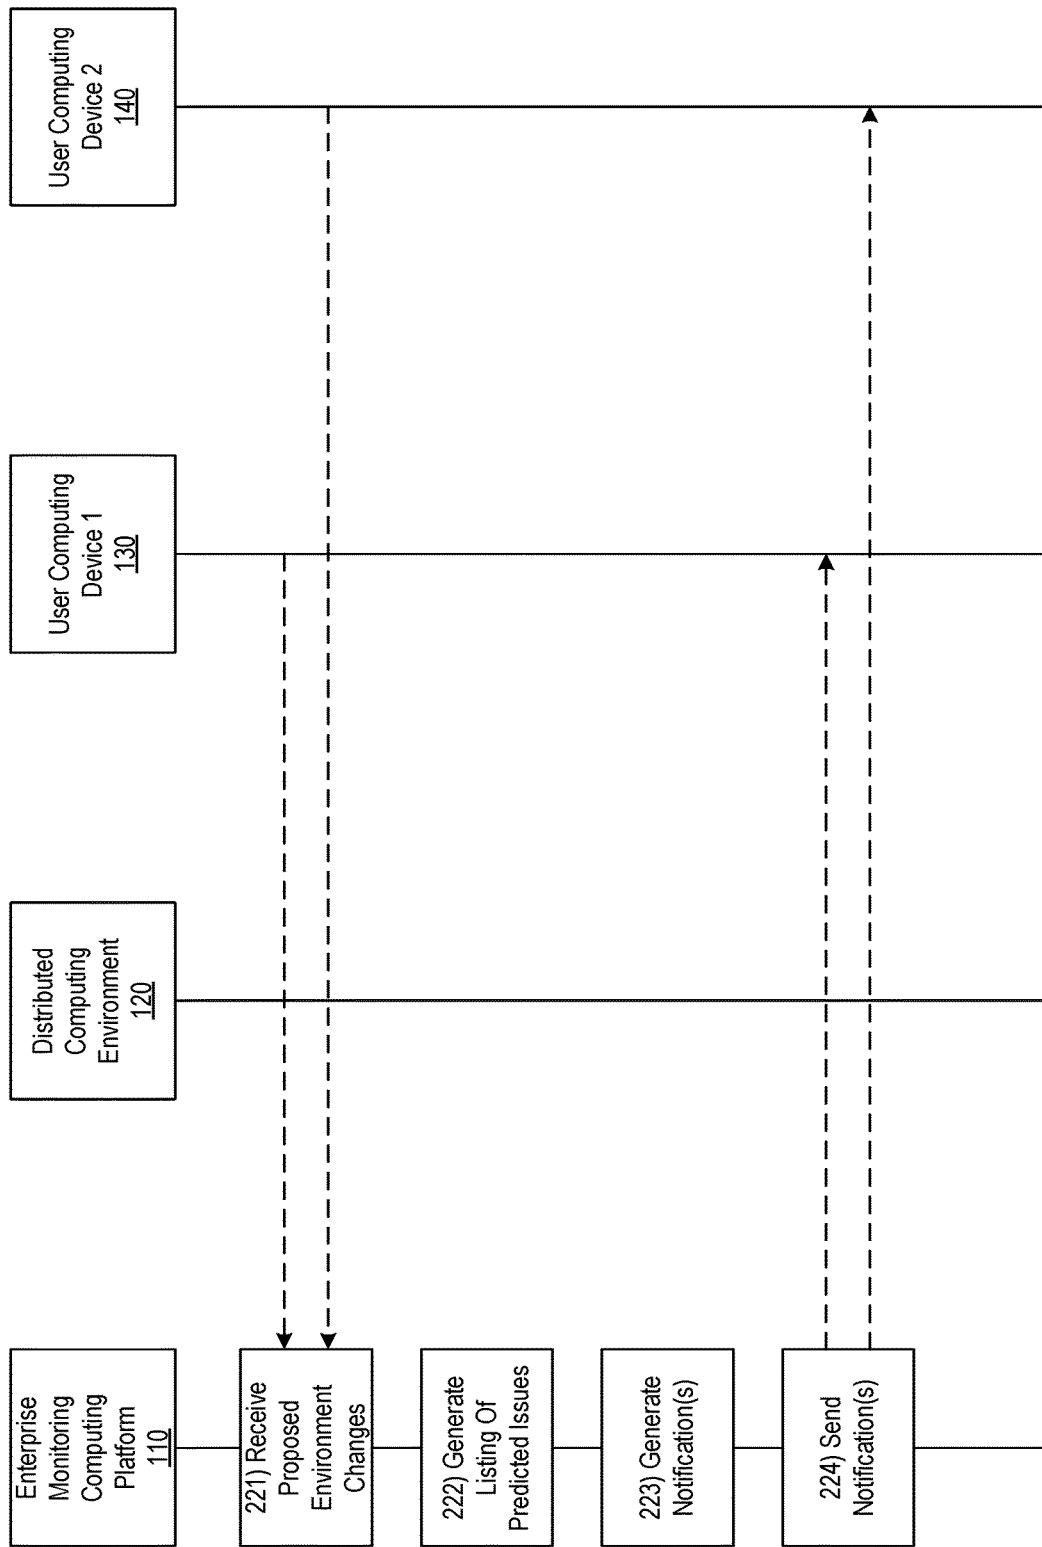 Enterprise
Monitoring
Computing
Platform
110
Distributed
Computing
Environment
120
User Computing
Device 1
130
User Computing
Device 2
140
221) Receive
Proposed
Environment
Changes
222) Generate
Listing Of
Predicted Issues
223) Generate
Notification(s)
224) Send
Notification(s)